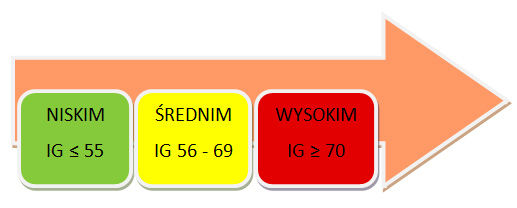 NISKIM
IG ≤ 55
ŚREDNIM
IG 56 - 69
WYSOKIM
IG ≥ 70